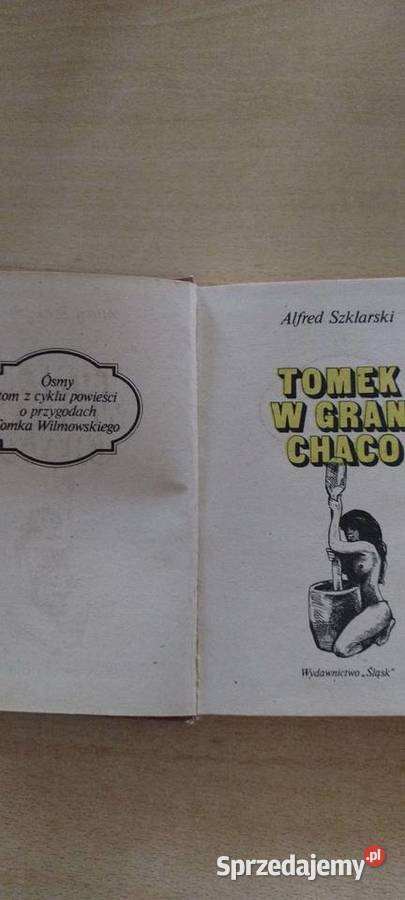 Ósmy
tom z cyklu powieści
o przygodach
Tomka Wilmowskiego
Alfred Szklarski
TOMEK
W GRAN
CHACO
Wydawnictwo „Śląsk"
Sprzedajemy.pl